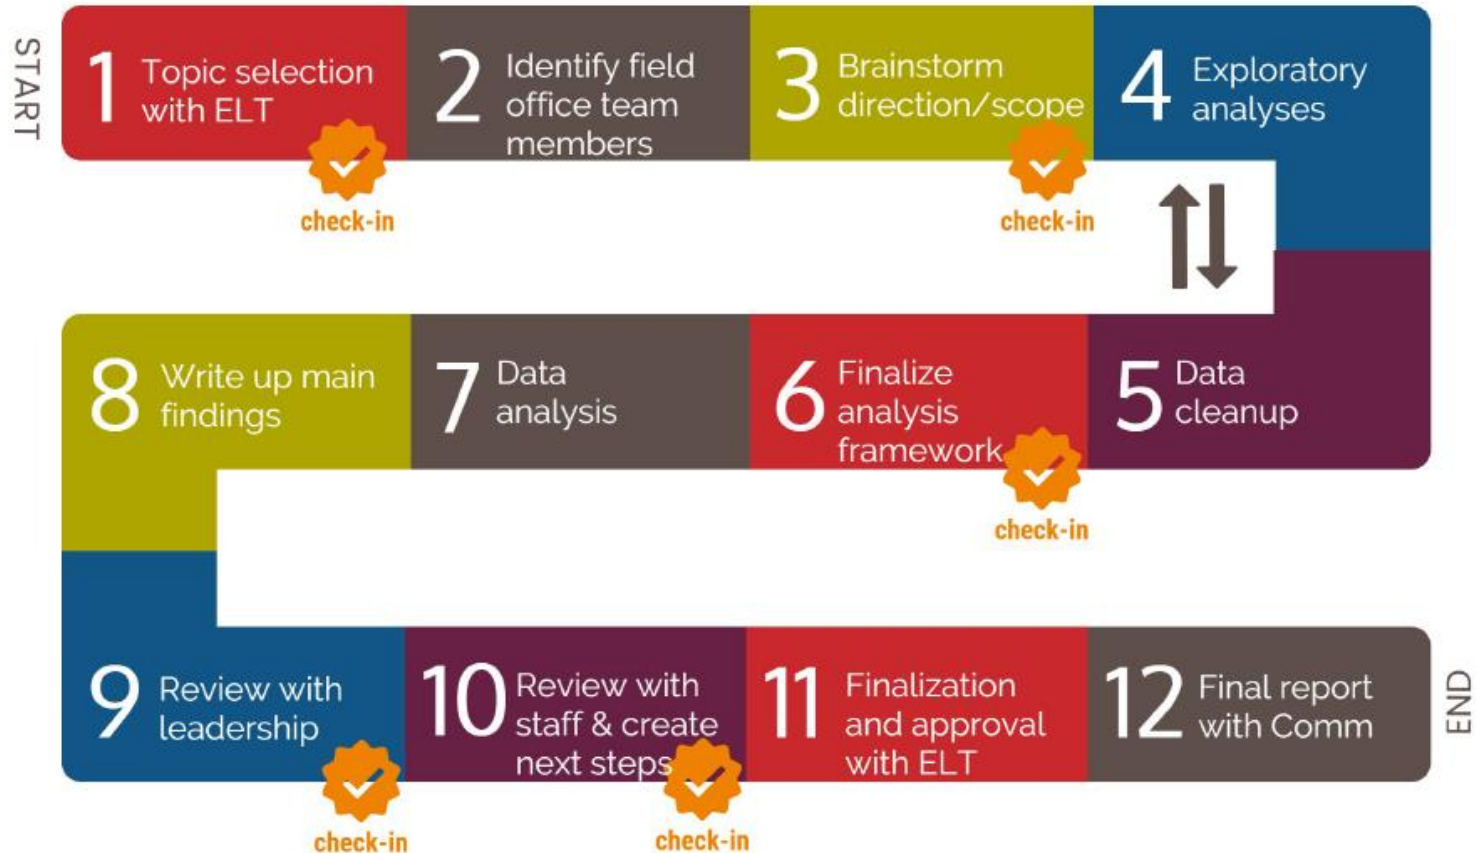 START
1 Topic selection
with ELT
check-in
2 Identify field
office team
members
3 Brainstorm
direction/scope
check-in
4 Exploratory
analyses
5 Data
cleanup
6 Finalize
analysis
framework
check-in
7 Data
analysis
8 Write up main
findings
9 Review with
leadership
check-in
10 Review with
staff & create
next steps
check-in
11 Finalization
and approval
with ELT
12 Final report
with Comm
END